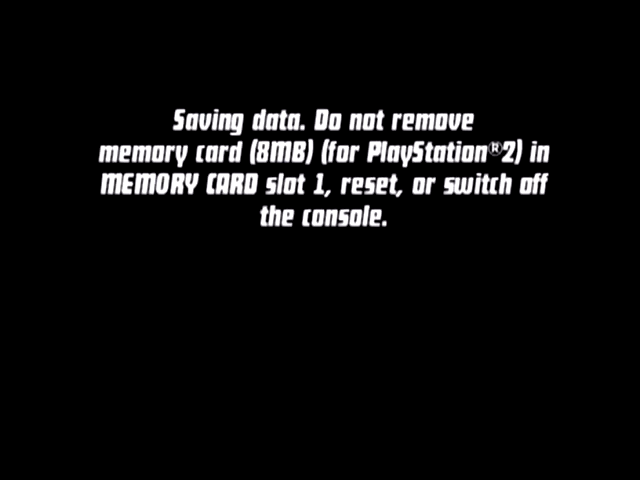 Saving data. Do not remove
memory card (8MB) (for PlayStation®2) in
MEMORY CARD slot 1, reset, or switch off
the console.